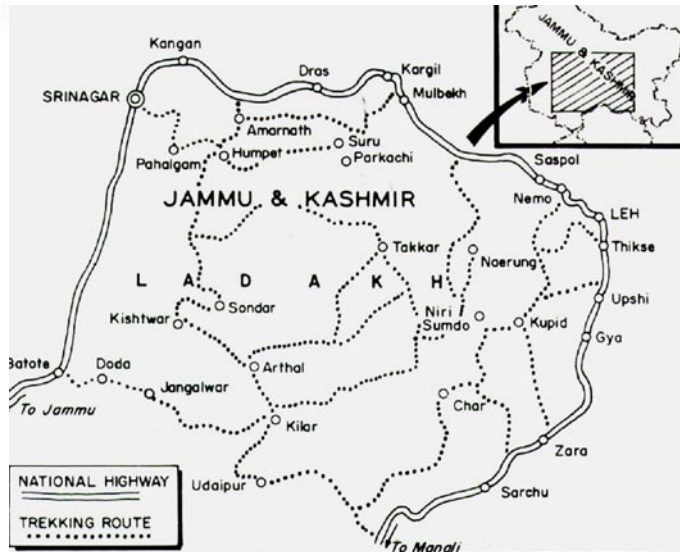 JAMMU & KASHMIR
Kangan
Dras
Kargil
SRINAGAR
Mulbekh
Amarnath
Suru
Pahalgam
Humpet
Parkachi
Saspol
JAMMU & KASHMIR
Nemo
LEH
Takkar
Noerung
Thikse
L A D A K H
Sondar
Niri
Sumdo
Upshi
Kishtwar
Kupid
Gya
Batote
Doda
Arthal
Jangalwar
Char
To Jammu
Kilar
Zara
NATIONAL HIGHWAY
Udaipur
Sarchu
TREKKING ROUTE
To Manali